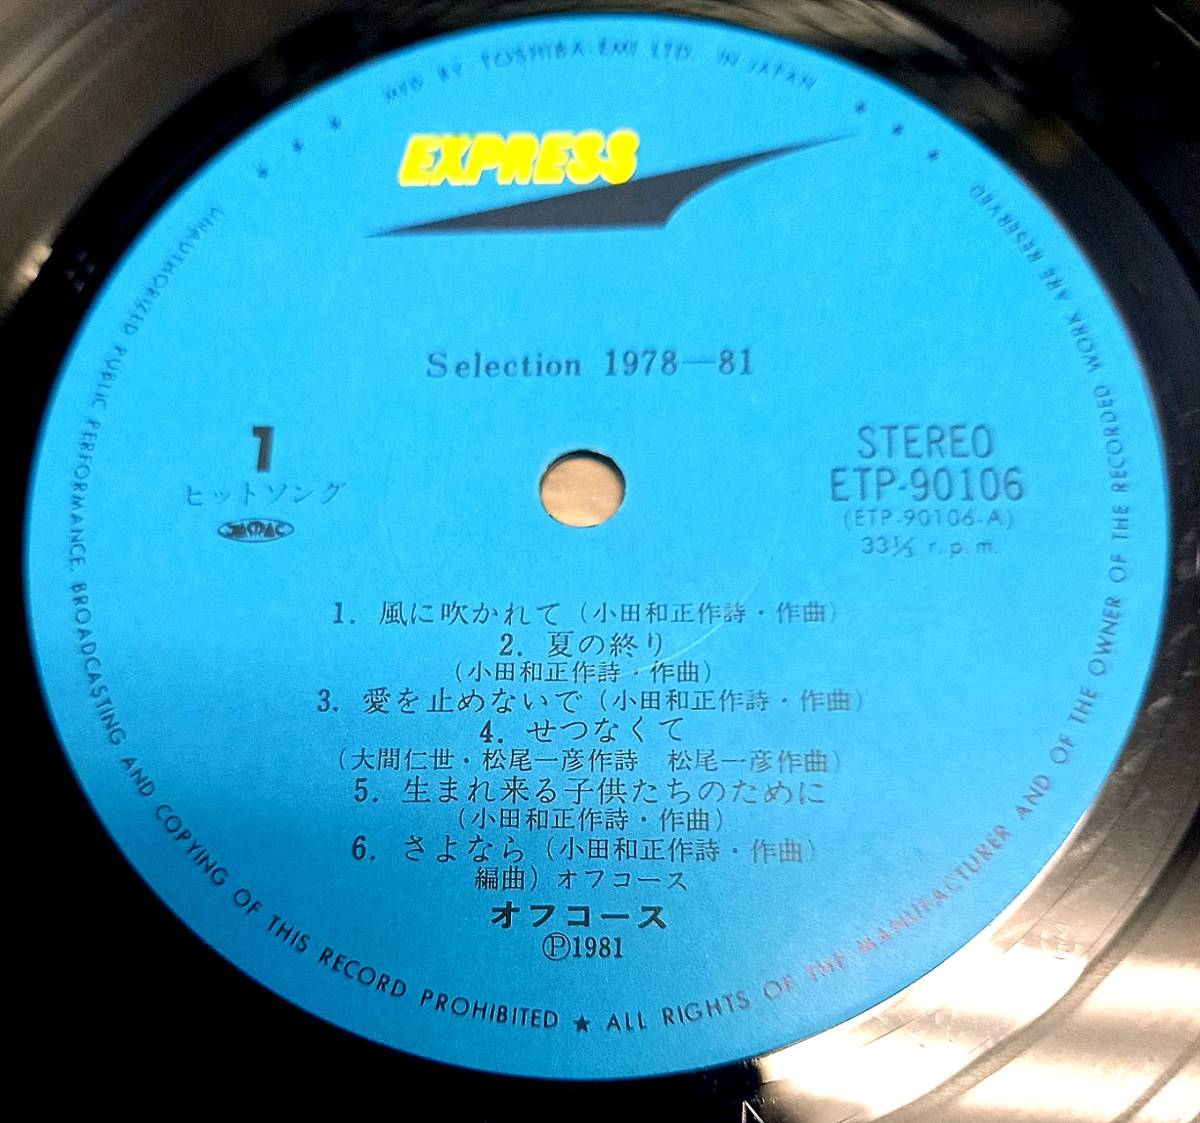 MFD BY TOSHIBA-EMI LTD. IN JAPAN
EXPRESS
Selection 1978—81
1
ヒットソング
JASRAC
STEREO
ETP-90106
(ETP-90106-A)
33⅓ r.p.m.
1. 風に吹かれて (小田和正作詩・作曲)
2. 夏の終り
(小田和正作詩・作曲)
3. 愛を止めないで (小田和正作詩・作曲)
4. せつなくて
(大間仁世・松尾一彦作詩 松尾一彦作曲)
5. 生まれ来る子供たちのために
(小田和正作詩・作曲)
6. さよなら (小田和正作詩・作曲)
編曲) オフコース
オフコース
Ⓟ1981
UNAUTHORIZED PUBLIC PERFORMANCE, BROADCASTING AND COPYING OF THIS RECORD PROHIBITED ★ ALL RIGHTS OF THE MANUFACTURER AND OF THE OWNER OF THE RECORDED WORK ARE RESERVED